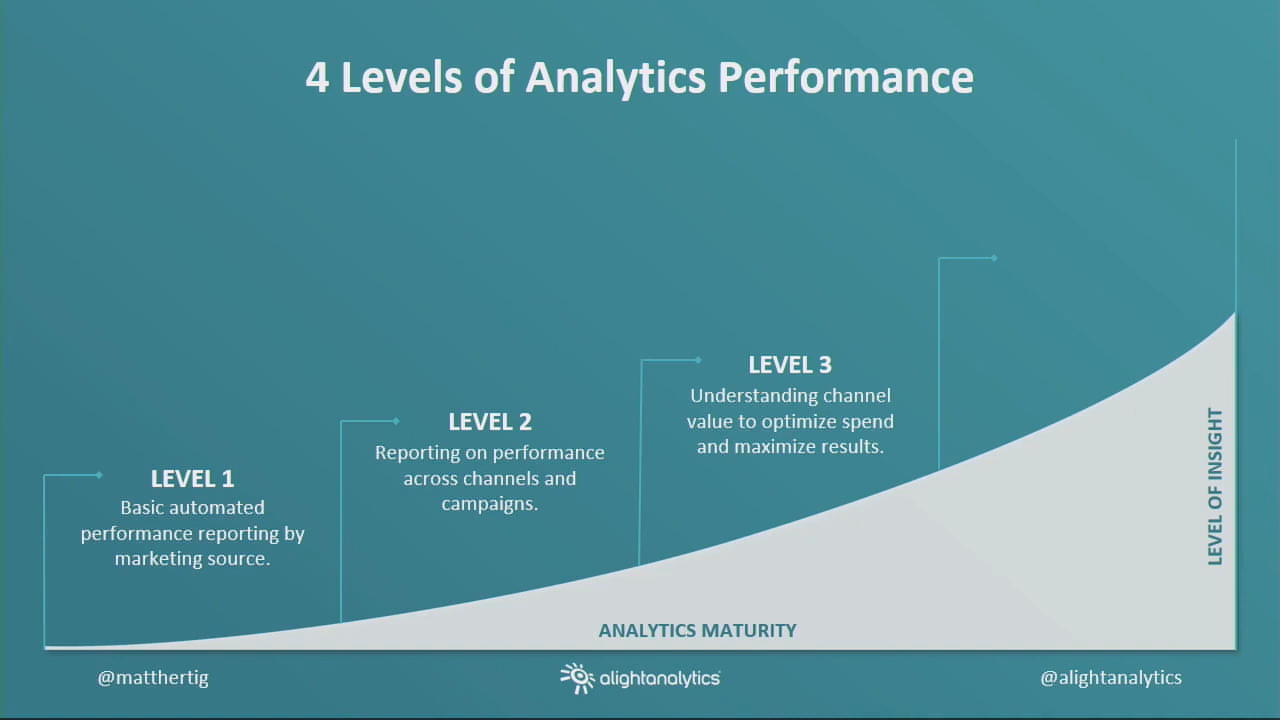 4 Levels of Analytics Performance
LEVEL 1
Basic automated
performance reporting by
marketing source.
LEVEL 2
Reporting on performance
across channels and
campaigns.
LEVEL 3
Understanding channel
value to optimize spend
and maximize results.
LEVEL OF INSIGHT
ANALYTICS MATURITY
@matthertig
alightanalytics
@alightanalytics